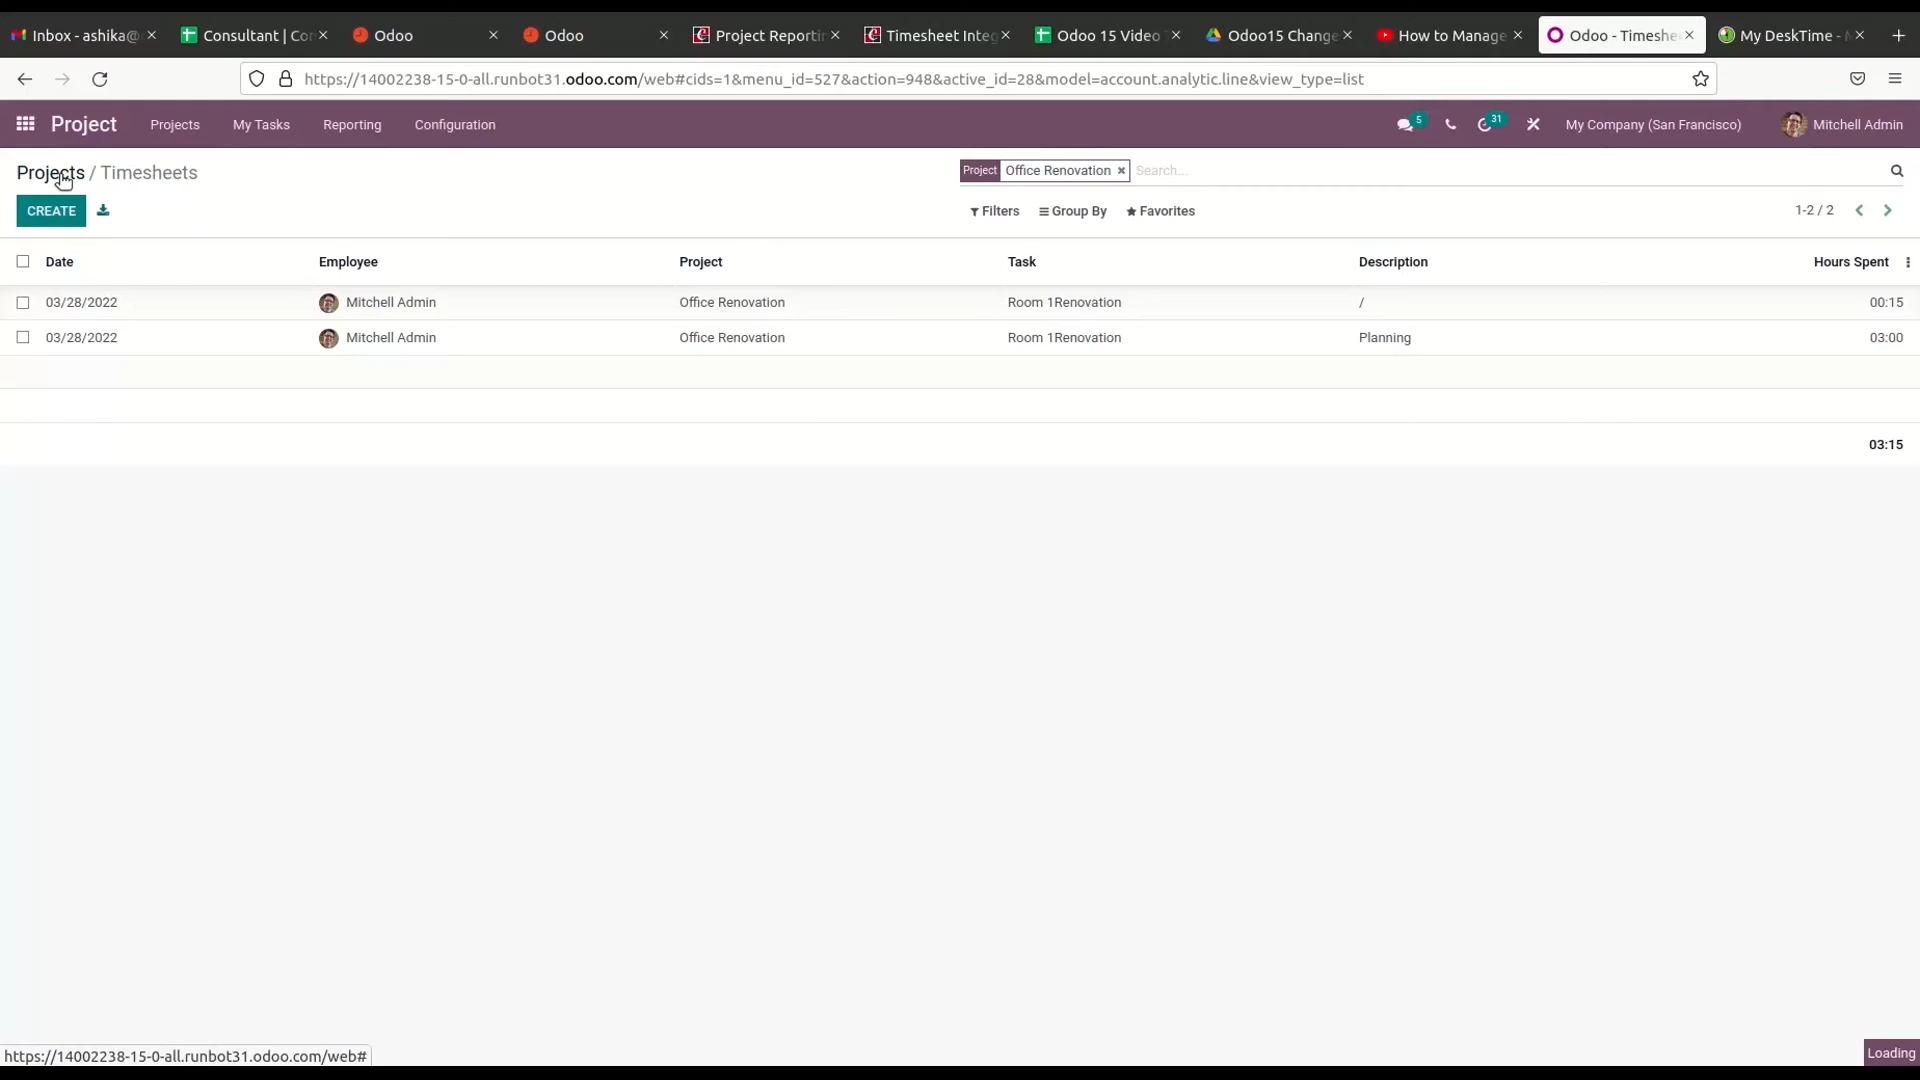 Inbox - ashika@
Consultant | Co
Odoo
Odoo
Project Reporti
Timesheet Integ
Odoo 15 Video
Odoo15 Change
How to Manage
Odoo - Timeshe
My DeskTime -
https://14002238-15-0-all.runbot31.odoo.com/web#cids=1&menu_id=527&action=948&active_id=28&model=account.analytic.line&view_type=list
Project Projects My Tasks Reporting Configuration 5 31 My Company (San Francisco) Mitchell Admin
Projects / Timesheets
Project Office Renovation × Search...
CREATE
Filters Group By Favorites 1-2 / 2
Date Employee Project Task Description Hours Spent
03/28/2022 Mitchell Admin Office Renovation Room 1Renovation / 00:15
03/28/2022 Mitchell Admin Office Renovation Room 1Renovation Planning 03:00
03:15
https://14002238-15-0-all.runbot31.odoo.com/web#
Loading